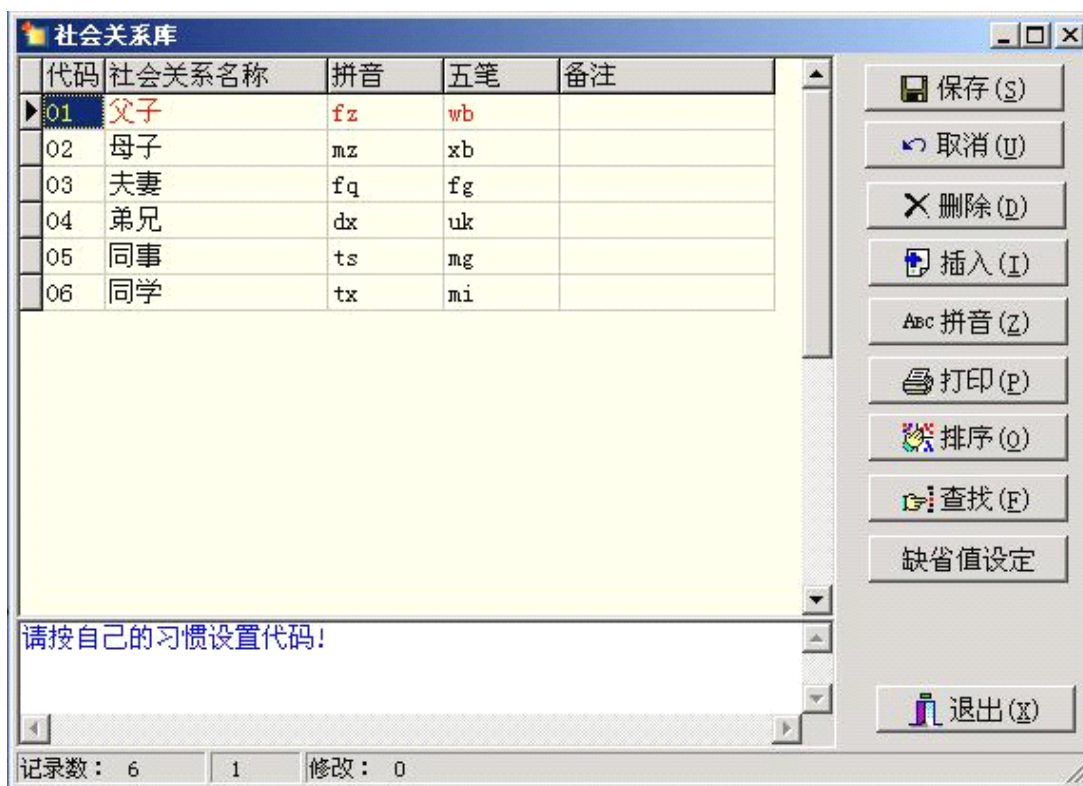 社会关系库
代码 社会关系名称 拼音 五笔 备注
01 父子 fz wb
02 母子 mz xb
03 夫妻 fq fg
04 弟兄 dx uk
05 同事 ts mg
06 同学 tx mi
保存(S)
取消(U)
删除(D)
插入(I)
ABC 拼音(Z)
打印(P)
排序(O)
查找(F)
缺省值设定
请按自己的习惯设置代码!
退出(X)
记录数： 6 1 修改： 0